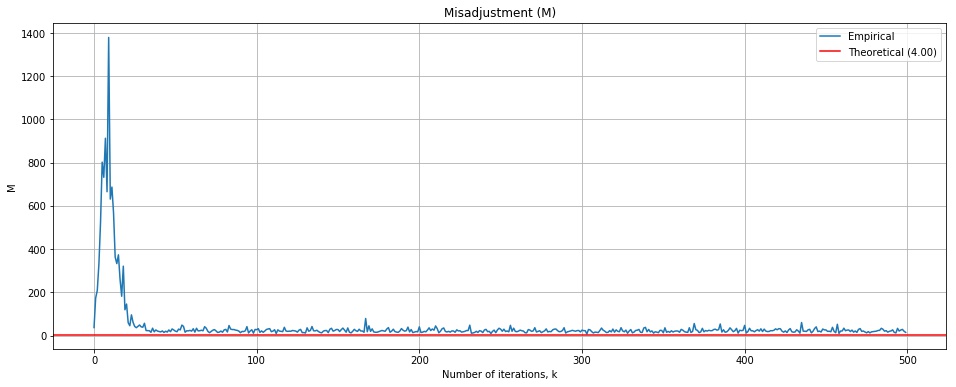 Misadjustment (M)
1400
1200
1000
800
600
400
200
0
M
Empirical
Theoretical (4.00)
0
100
200
300
400
500
Number of iterations, k